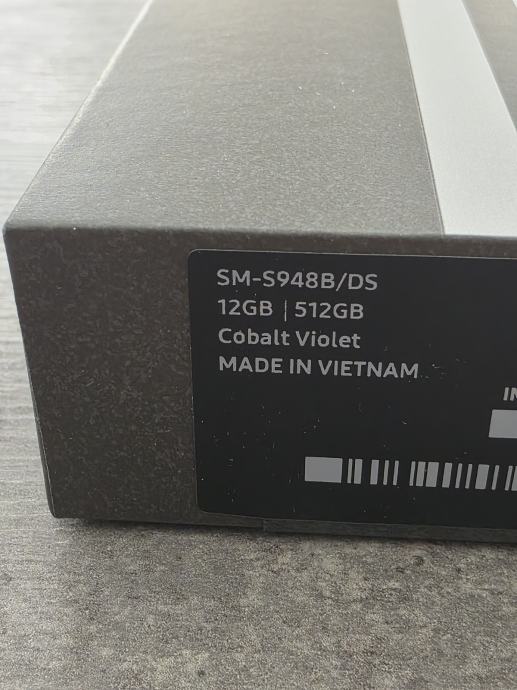 SM-S948B/DS
12GB | 512GB
Cobalt Violet
MADE IN VIETNAM